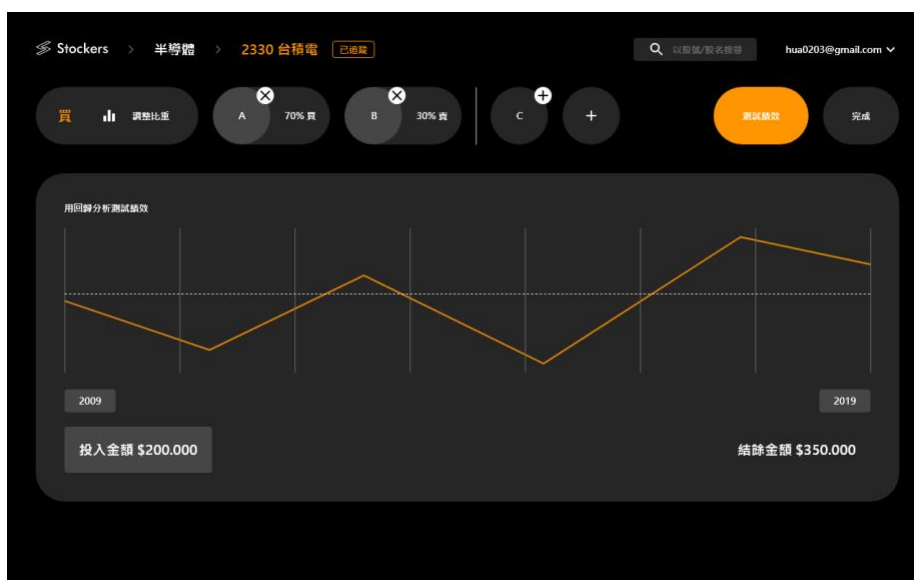 Stockers > 半導體 > 2330 台積電 已追蹤 以股號/股名搜尋 hua0203@gmail.com
買 調整比重 A 70% 買 B 30% 賣 C + 測試績效 完成
用回歸分析測試績效
2009 2019
投入金額 $200.000 結餘金額 $350.000